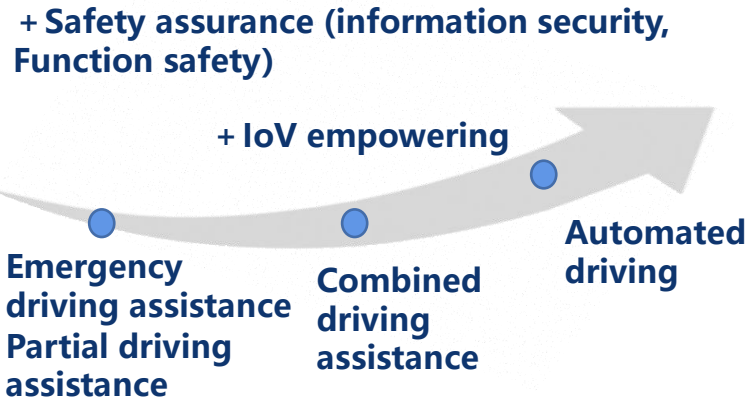 + Safety assurance (information security,
Function safety)
+ IoV empowering
Emergency
driving assistance
Partial driving
assistance
Combined
driving
assistance
Automated
driving